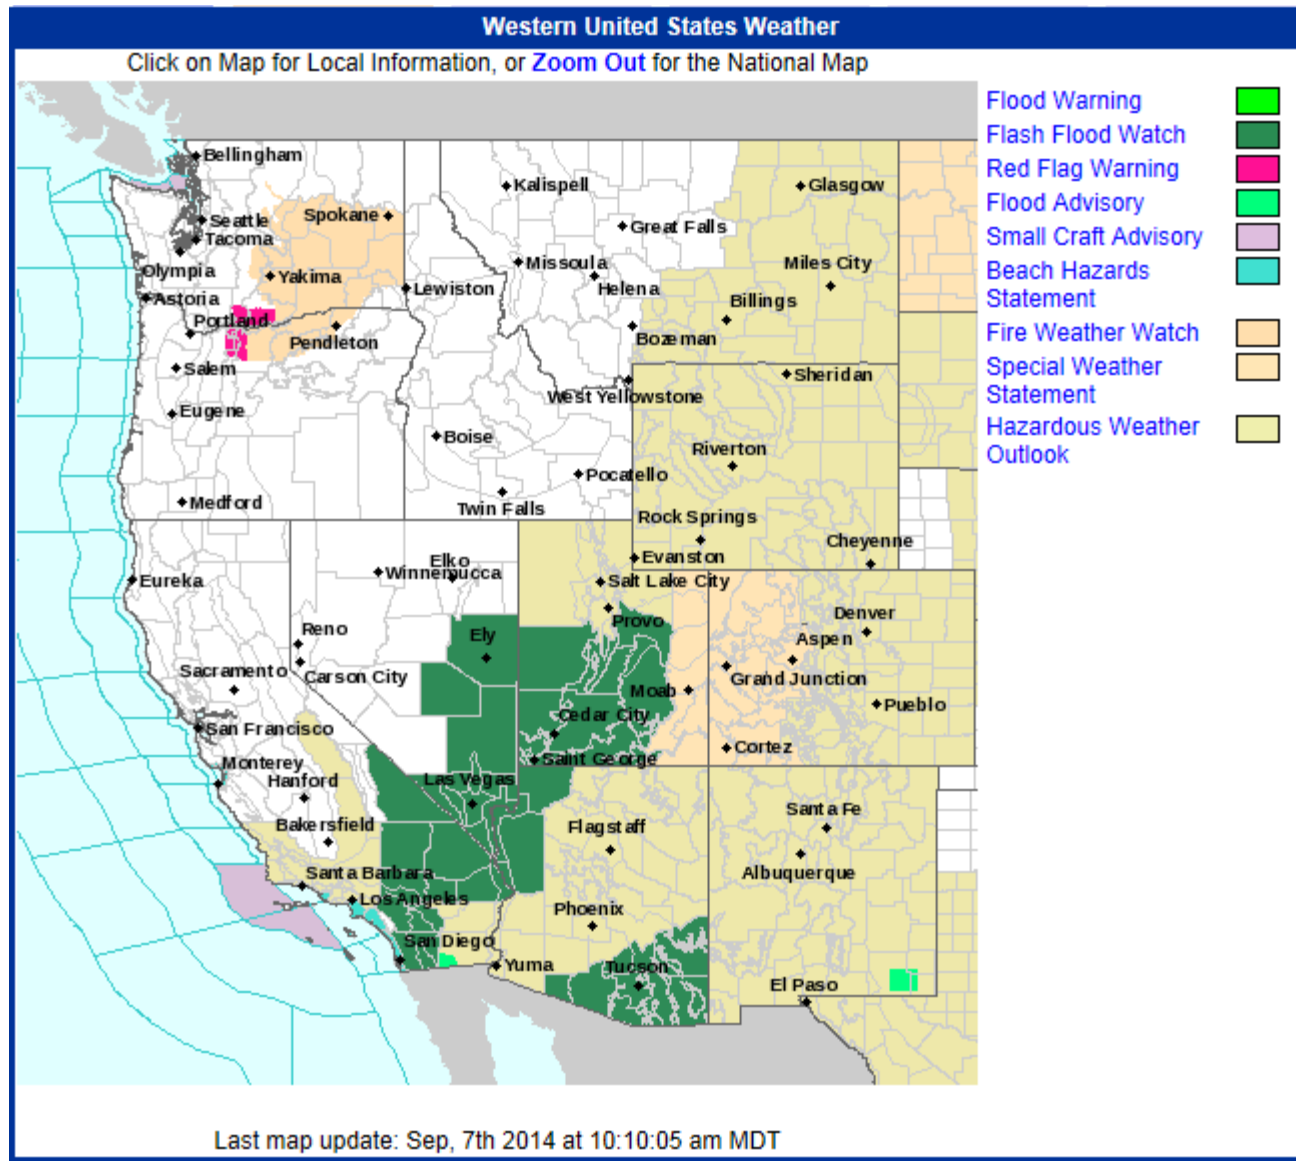 Western United States Weather
Click on Map for Local Information, or Zoom Out for the National Map
Flood Warning
Flash Flood Watch
Red Flag Warning
Flood Advisory
Small Craft Advisory
Beach Hazards
Statement
Fire Weather Watch
Special Weather
Statement
Hazardous Weather
Outlook
Bellingham
Kalispell
Glasgow
Spokane
Seattle
Great Falls
Tacoma
Olympia
Missoula
Miles City
Yakima
Helena
Lewiston
Astoria
Billings
Portland
Bozeman
Pendleton
Salem
Sheridan
West Yellowstone
Eugene
Boise
Riverton
Pocatello
Medford
Twin Falls
Rock Springs
Cheyenne
Elko
Evanston
Winnemucca
Eureka
Salt Lake City
Provo
Denver
Reno
Ely
Aspen
Sacramento
Carson City
Grand Junction
Moab
Pueblo
Cedar City
San Francisco
Cortez
Saint George
Monterey
Hanford
Las Vegas
Santa Fe
Bakersfield
Flagstaff
Albuquerque
Santa Barbara
Los Angeles
Phoenix
San Diego
Yuma
Tucson
El Paso
Last map update: Sep, 7th 2014 at 10:10:05 am MDT